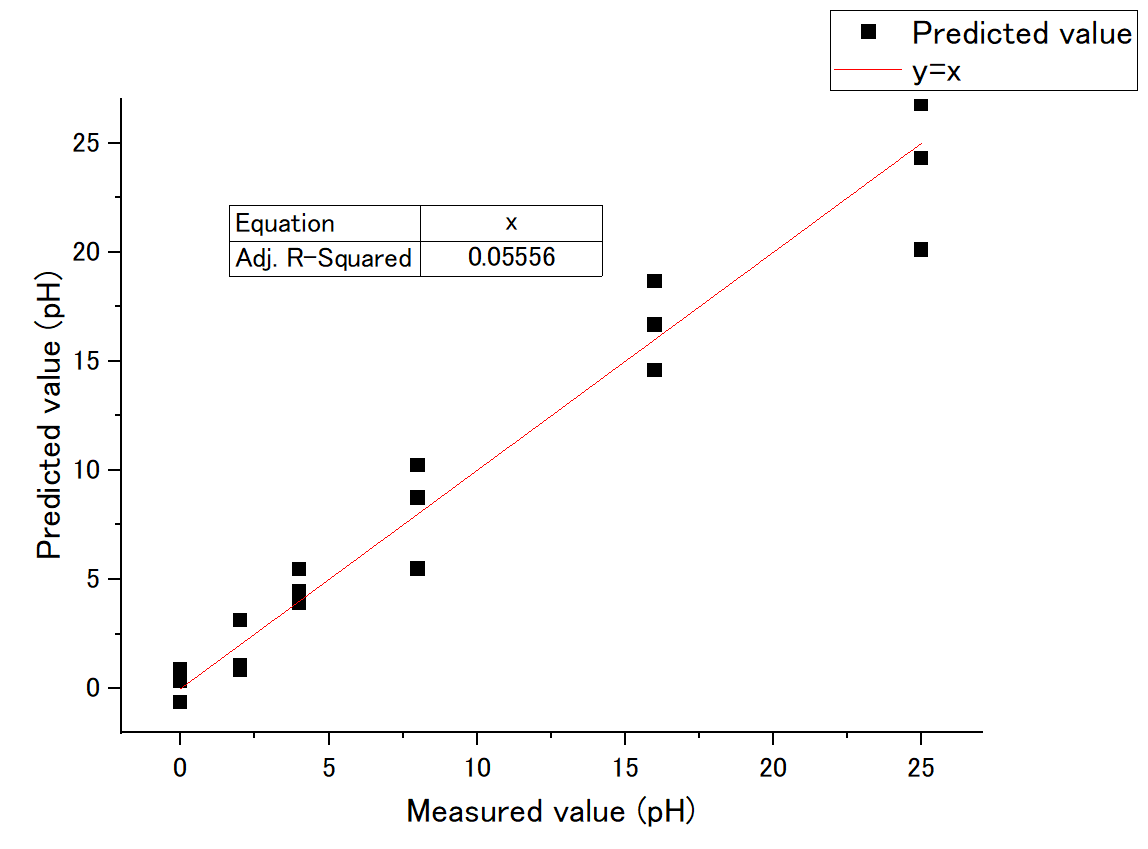 Predicted value
y=x
25
20
15
10
5
0
Equation x
Adj. R-Squared 0.05556
Predicted value (pH)
0 5 10 15 20 25
Measured value (pH)